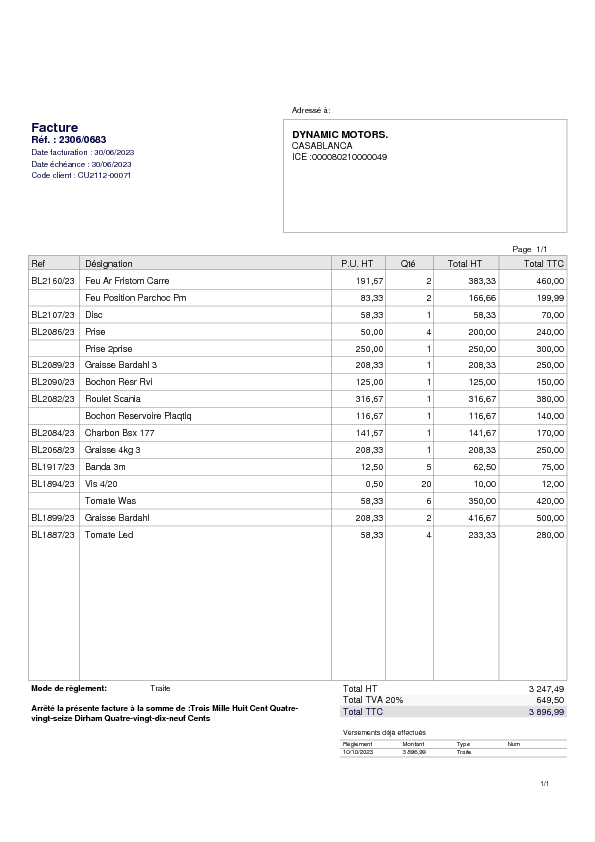 Adressé à:
Facture
Réf. : 2306/0683
Date facturation : 30/06/2023
Date échéance : 30/06/2023
Code client : CU2112-00071
DYNAMIC MOTORS.
CASABLANCA
ICE :000080210000049
Page 1/1
Ref Désignation P.U. HT Qté Total HT Total TTC
BL2160/23 Feu Ar Fristom Carre 191,67 2 383,33 460,00
Feu Position Parchoc Pm 83,33 2 166,66 199,99
BL2107/23 Disc 58,33 1 58,33 70,00
BL2086/23 Prise 50,00 4 200,00 240,00
Prise 2prise 250,00 1 250,00 300,00
BL2089/23 Graisse Bardahl 3 208,33 1 208,33 250,00
BL2090/23 Bochon Resr Rvi 125,00 1 125,00 150,00
BL2082/23 Roulet Scania 316,67 1 316,67 380,00
Bochon Reservoire Plaqtiq 116,67 1 116,67 140,00
BL2084/23 Charbon Bsx 177 141,67 1 141,67 170,00
BL2068/23 Graisse 4kg 3 208,33 1 208,33 250,00
BL1917/23 Banda 3m 12,50 5 62,50 75,00
BL1894/23 Vis 4/20 0,50 20 10,00 12,00
Tomate Was 58,33 6 350,00 420,00
BL1899/23 Graisse Bardahl 208,33 2 416,67 500,00
BL1887/23 Tomate Led 58,33 4 233,33 280,00
Mode de règlement: Traite
Arrêté la présente facture à la somme de :Trois Mille Huit Cent Quatre-
vingt-seize Dirham Quatre-vingt-dix-neuf Cents
Total HT 3 247,49
Total TVA 20% 649,50
Total TTC 3 896,99
Versements déjà effectués
Règlement Montant Type Num
10/10/2023 3 896,99 Traite
1/1